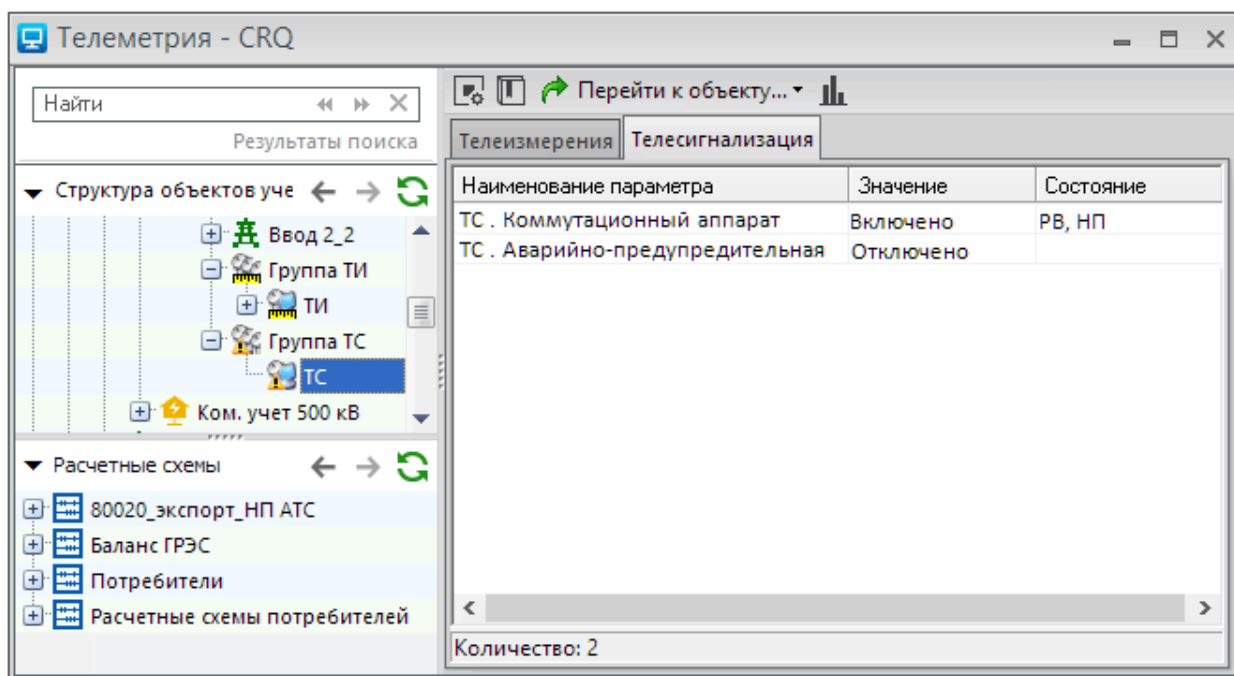 Телеметрия - CRQ
Найти
Результаты поиска
Структура объектов уче
Ввод 2_2
Группа ТИ
ТИ
Группа ТС
ТС
Ком. учет 500 кВ
Расчетные схемы
80020_экспорт_НП АТС
Баланс ГРЭС
Потребители
Расчетные схемы потребителей
Перейти к объекту...
Телеизмерения Телесигнализация
Наименование параметра Значение Состояние
ТС . Коммутационный аппарат Включено РВ, НП
ТС . Аварийно-предупредительная Отключено
Количество: 2